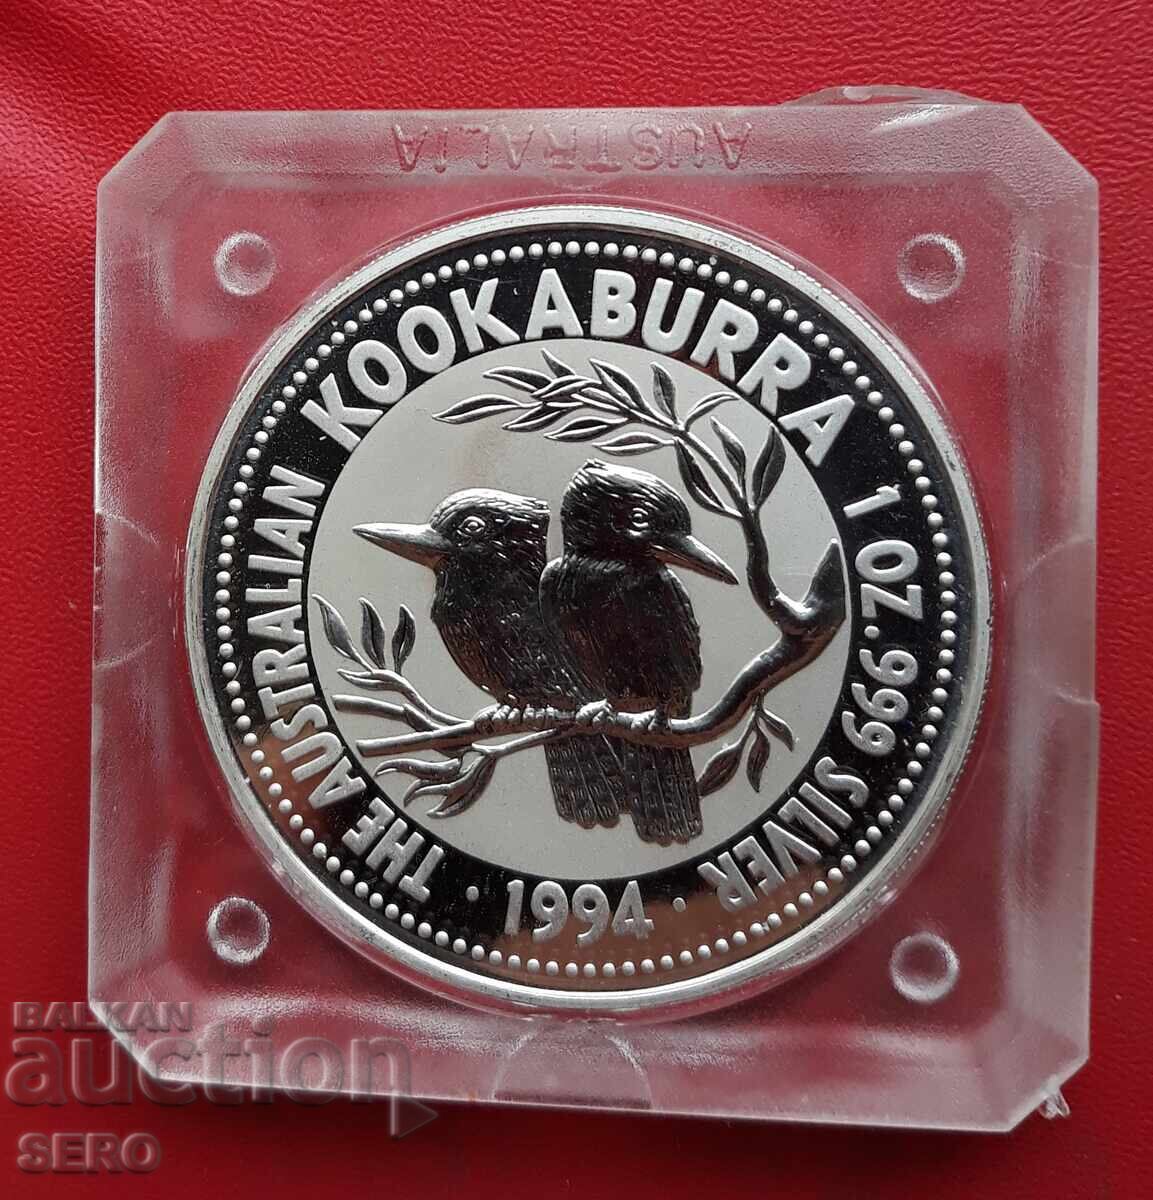 AUSTRALIA
THE AUSTRALIAN KOOKABURRA 1 OZ. 999 SILVER
· 1994 ·
BALKAN
auction
SERO